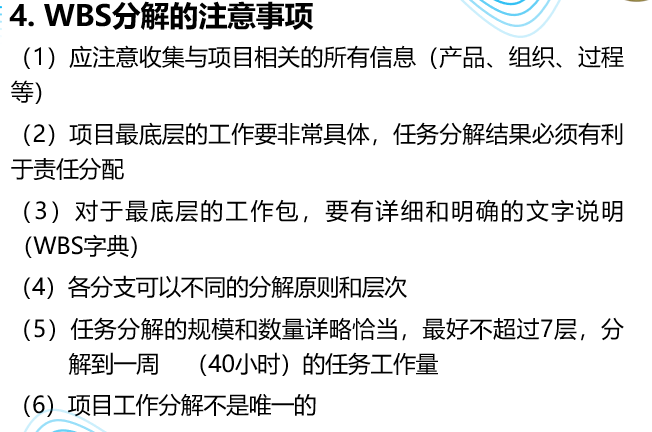 4. WBS分解的注意事项
（1）应注意收集与项目相关的所有信息（产品、组织、过程
等）
（2）项目最底层的工作要非常具体，任务分解结果必须有利
于责任分配
（3）对于最底层的工作包，要有详细和明确的文字说明
（WBS字典）
（4）各分支可以不同的分解原则和层次
（5）任务分解的规模和数量详略恰当，最好不超过7层，分
解到一周 （40小时）的任务工作量
（6）项目工作分解不是唯一的